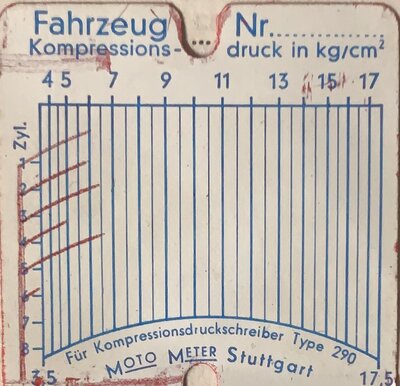 Fahrzeug Nr...............
Kompressions-...druck in kg/cm²
4 5 7 9 11 13 15 17
Zyl.
1
2
3
4
5
6
7
8
3.5 17.5
Für Kompressionsdruckschreiber Type 290
MOTO METER Stuttgart